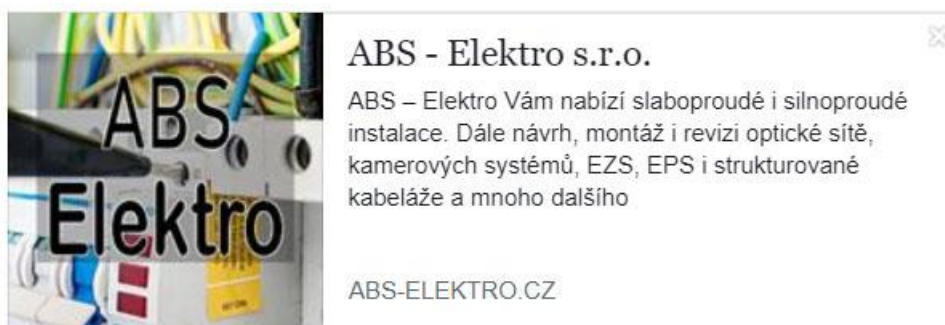 ABS
Elektro
ABS - Elektro s.r.o.
ABS – Elektro Vám nabízí slaboproudé i silnoproudé
instalace. Dále návrh, montáž i revizi optické sítě,
kamerových systémů, EZS, EPS i strukturované
kabeláže a mnoho dalšího
ABS-ELEKTRO.CZ